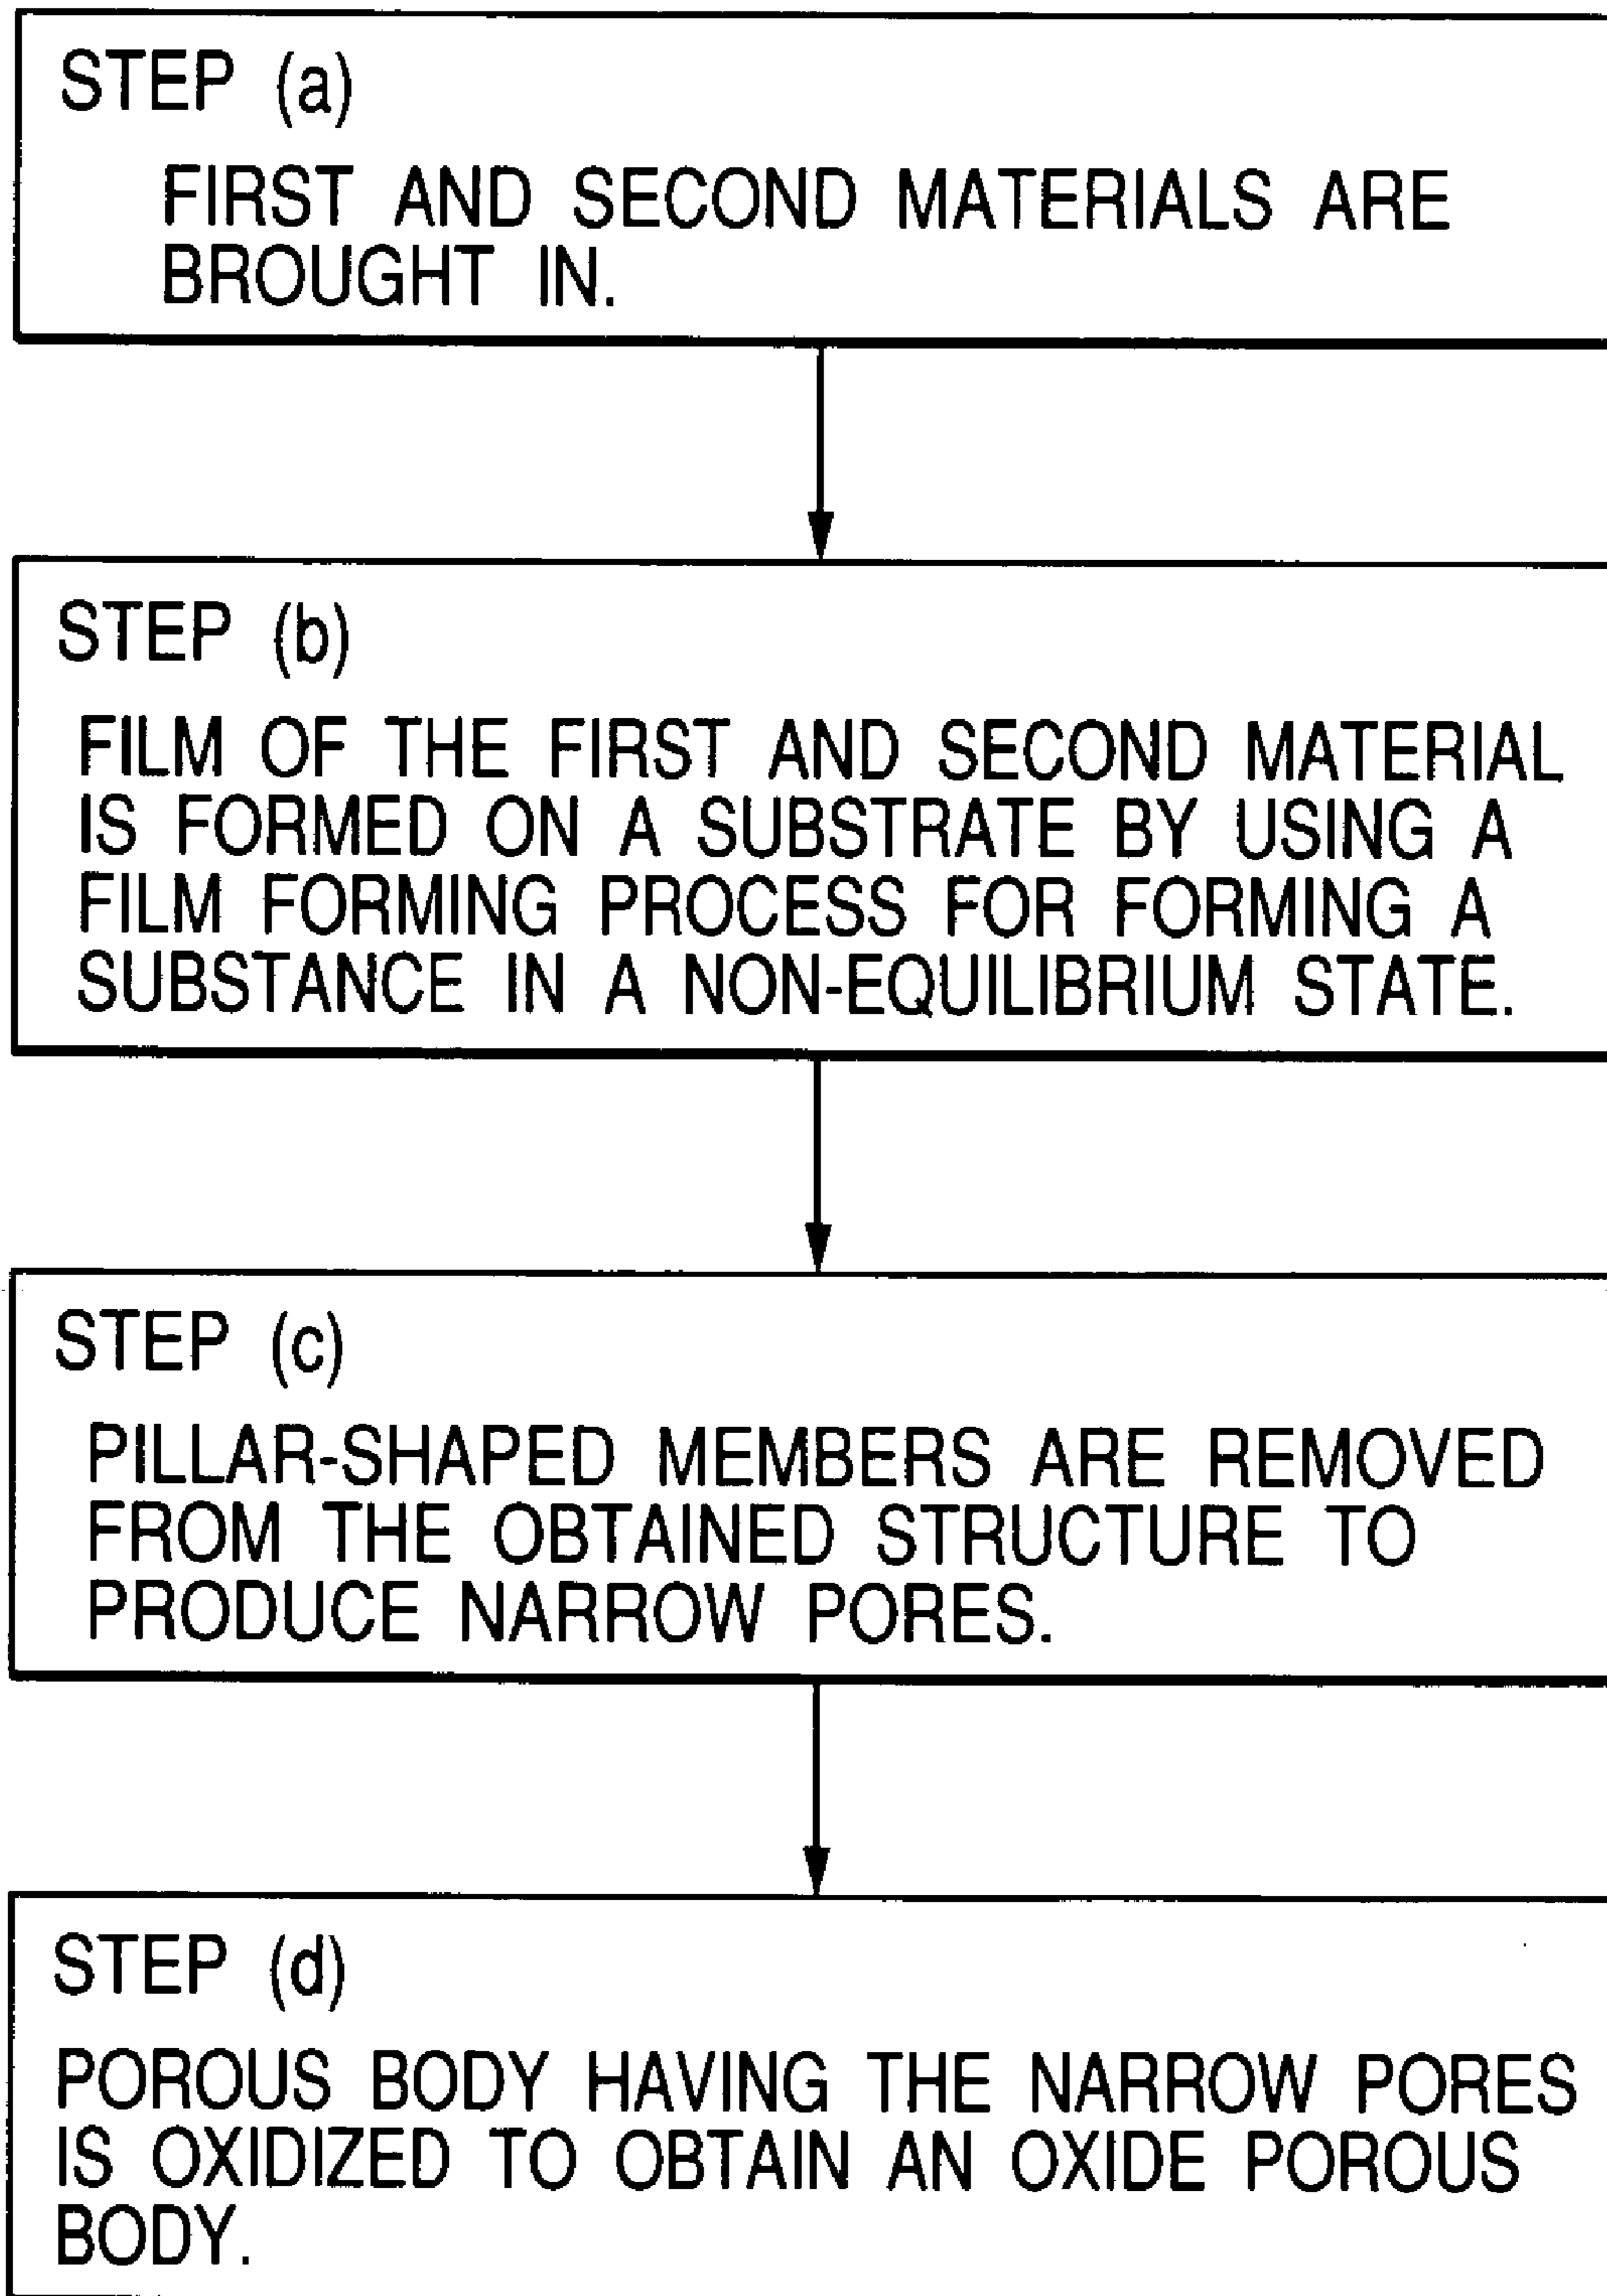 STEP (a)
FIRST AND SECOND MATERIALS ARE
BROUGHT IN.
STEP (b)
FILM OF THE FIRST AND SECOND MATERIAL
IS FORMED ON A SUBSTRATE BY USING A
FILM FORMING PROCESS FOR FORMING A
SUBSTANCE IN A NON-EQUILIBRIUM STATE.
STEP (c)
PILLAR-SHAPED MEMBERS ARE REMOVED
FROM THE OBTAINED STRUCTURE TO
PRODUCE NARROW PORES.
STEP (d)
POROUS BODY HAVING THE NARROW PORES
IS OXIDIZED TO OBTAIN AN OXIDE POROUS
BODY.